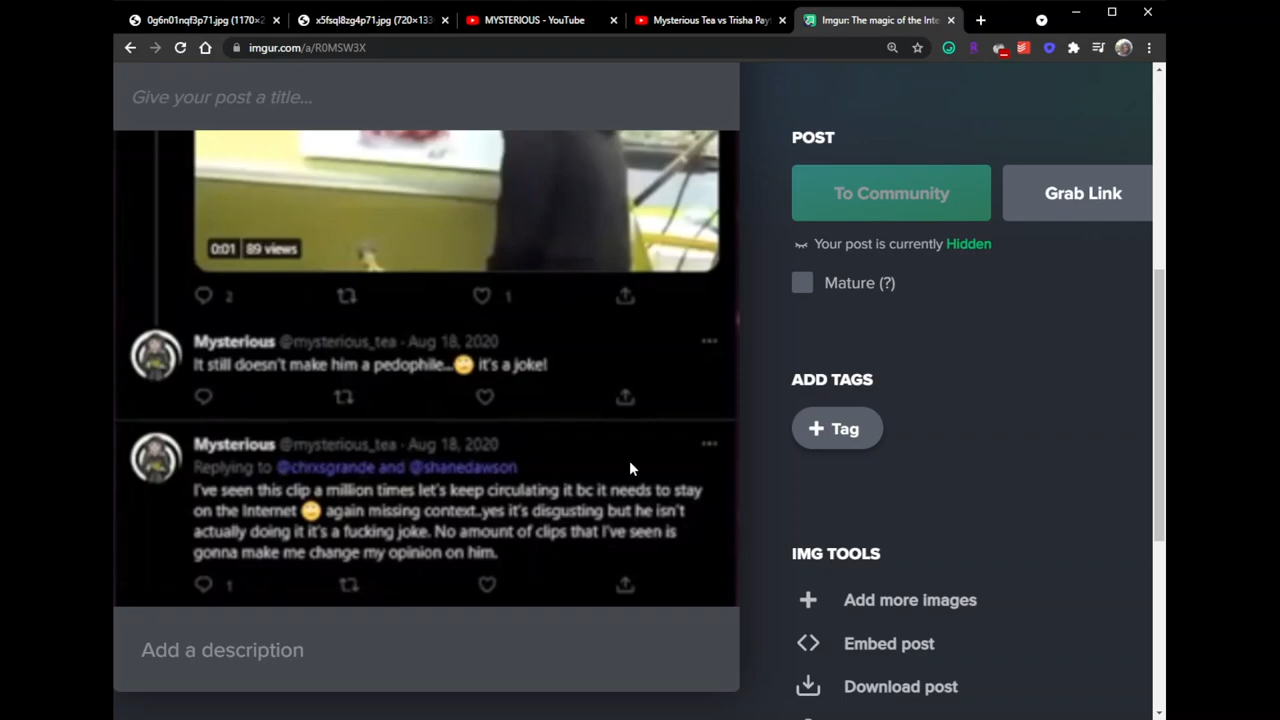 0g6n01nqf3p71.jpg (1170×2
x5fsql8zg4p71.jpg (720×133
MYSTERIOUS - YouTube
Mysterious Tea vs Trisha Pay
Imgur: The magic of the Inte
imgur.com/a/R0MSW3X
Give your post a title...
POST
To Community
Grab Link
Your post is currently Hidden
Mature (?)
0:01 89 views
2
1
Mysterious @mysterious_tea · Aug 18, 2020
It still doesn't make him a pedophile...🙄 it's a joke!
ADD TAGS
+ Tag
Mysterious @mysterious_tea · Aug 18, 2020
Replying to @chrxsgrande and @shanedawson
I've seen this clip a million times let's keep circulating it bc it needs to stay
on the Internet 🙄 again missing context..yes it's disgusting but he isn't
actually doing it it's a fucking joke. No amount of clips that I've seen is
gonna make me change my opinion on him.
1
IMG TOOLS
Add more images
Embed post
Download post
Add a description